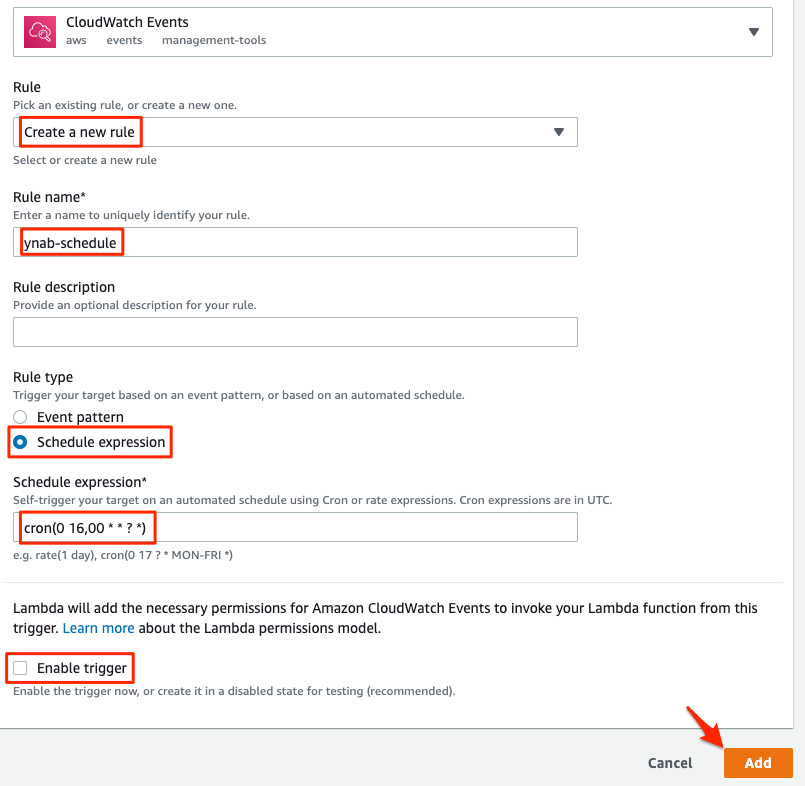 CloudWatch Events
aws events management-tools
Rule
Pick an existing rule, or create a new one.
Create a new rule
Select or create a new rule
Rule name*
Enter a name to uniquely identify your rule.
ynab-schedule
Rule description
Provide an optional description for your rule.
Rule type
Trigger your target based on an event pattern, or based on an automated schedule.
Event pattern
Schedule expression
Schedule expression*
Self-trigger your target on an automated schedule using Cron or rate expressions. Cron expressions are in UTC.
cron(0 16,00 * * ? *)
e.g. rate(1 day), cron(0 17 ? * MON-FRI *)
Lambda will add the necessary permissions for Amazon CloudWatch Events to invoke your Lambda function from this
trigger. Learn more about the Lambda permissions model.
Enable trigger
Enable the trigger now, or create it in a disabled state for testing (recommended).
Cancel Add